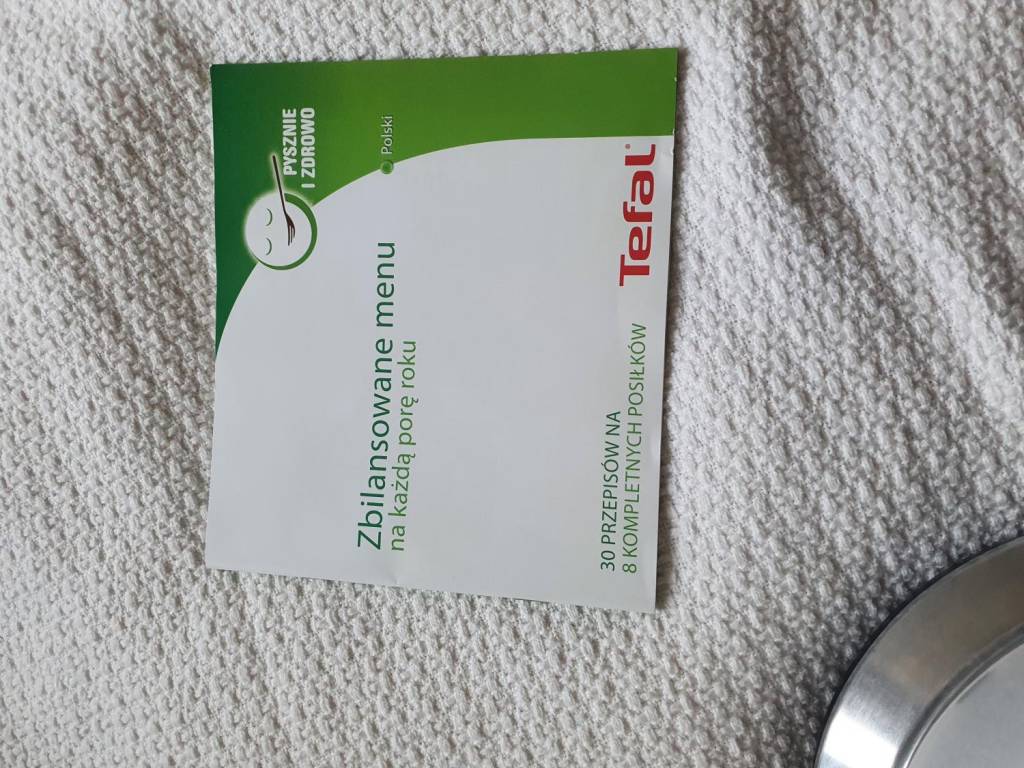 PYSZNIE
I ZDROWO
Polski
Zbilansowane menu
na każdą porę roku
30 PRZEPISÓW NA
8 KOMPLETNYCH POSIŁKÓW
Tefal®